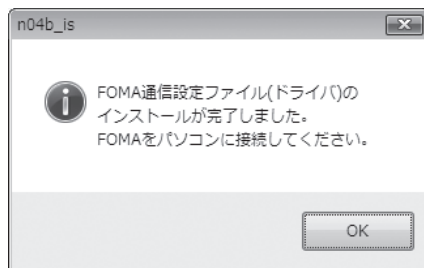 n04b_is
FOMA通信設定ファイル(ドライバ)の
インストールが完了しました。
FOMAをパソコンに接続してください。
OK